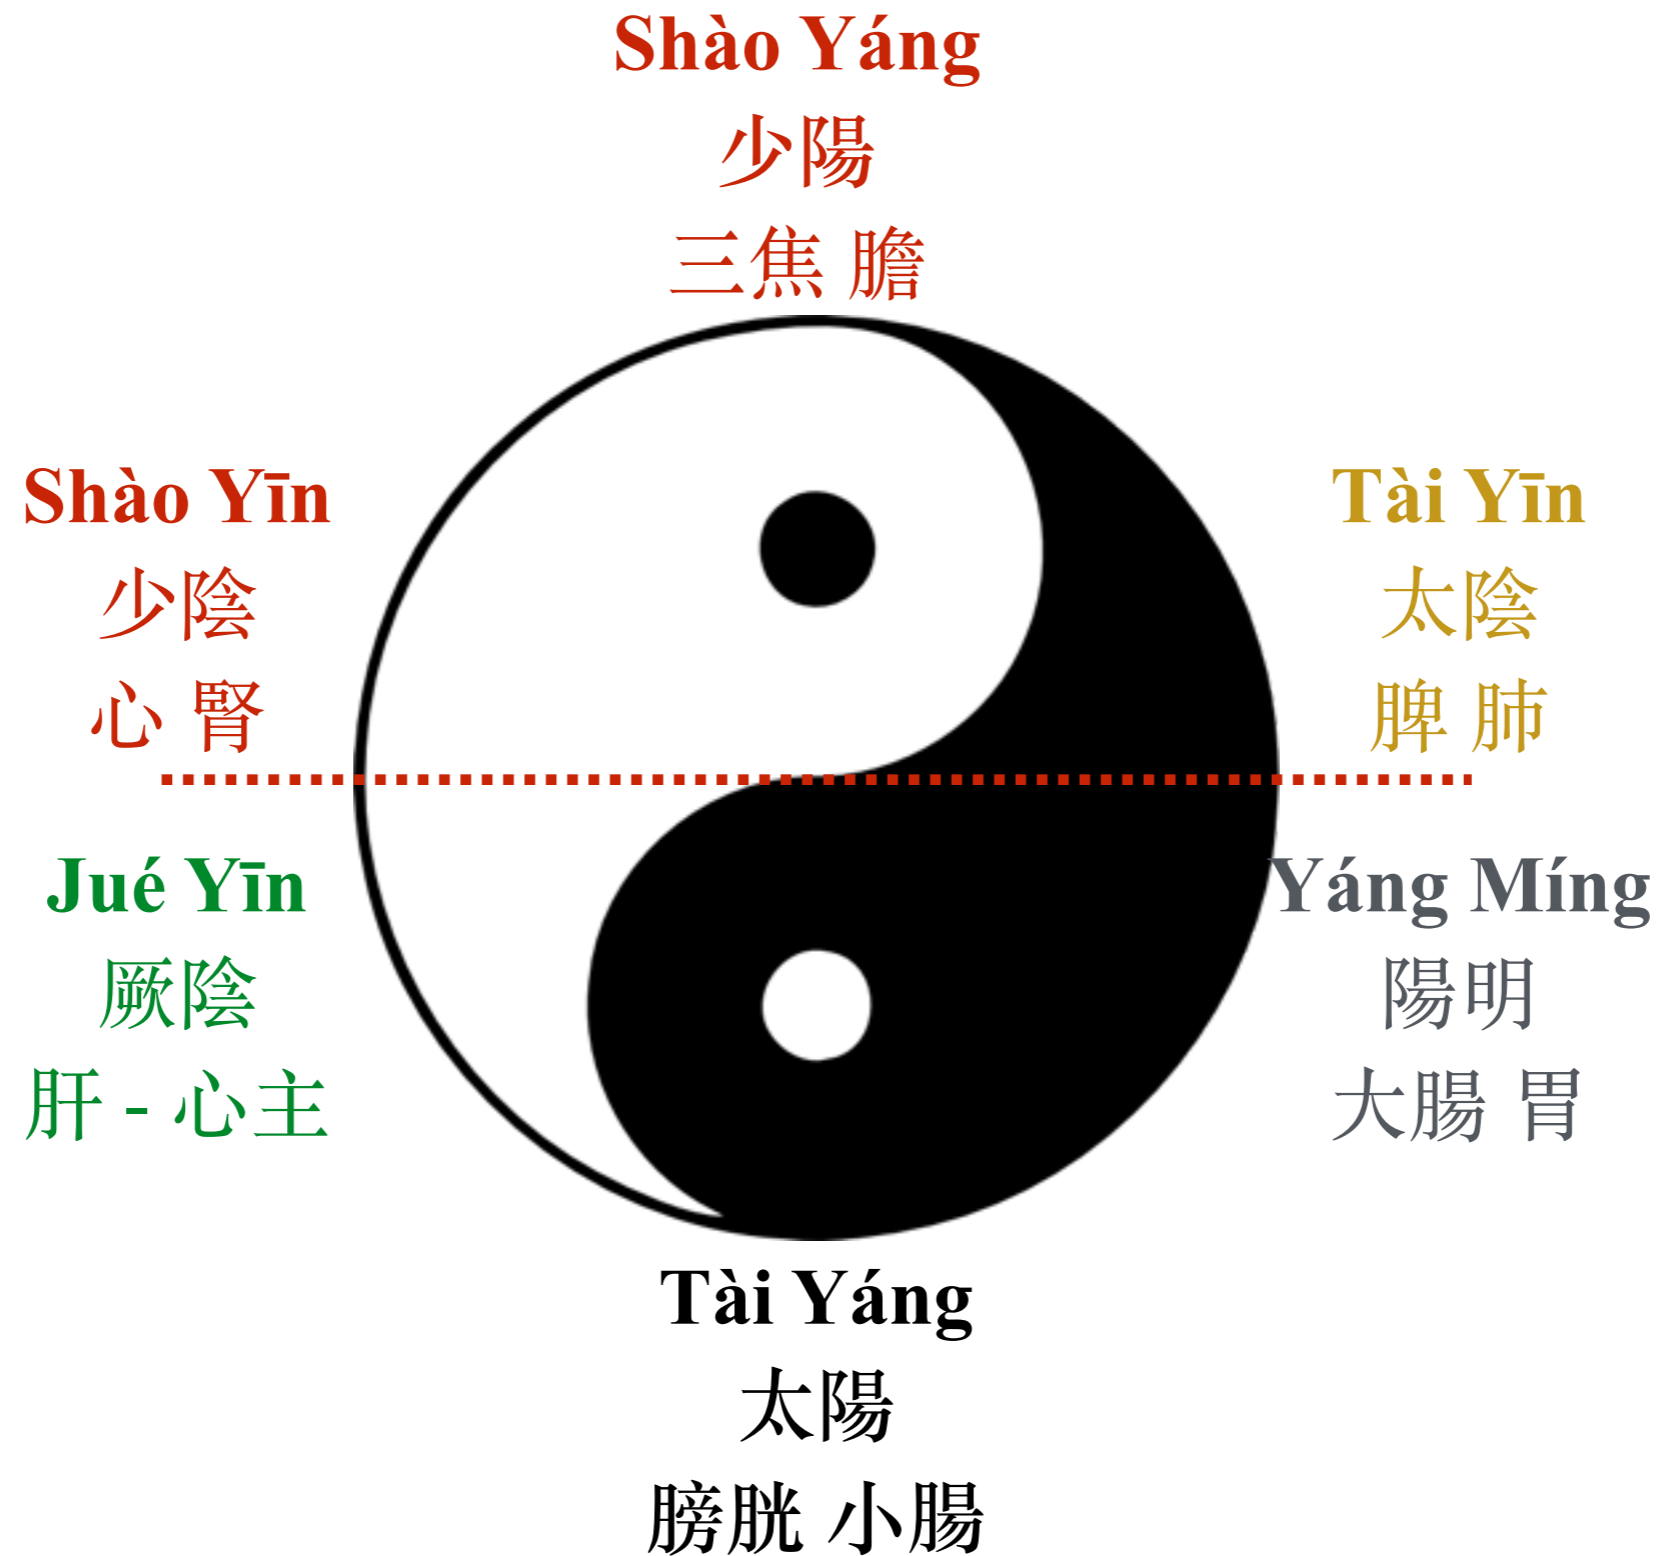 Shào Yáng
少陽
三焦 膽
Shào Yīn
少陰
心 腎
Tài Yīn
太陰
脾 肺
Jué Yīn
厥陰
肝 - 心主
Yáng Míng
陽明
大腸 胃
Tài Yáng
太陽
膀胱 小腸